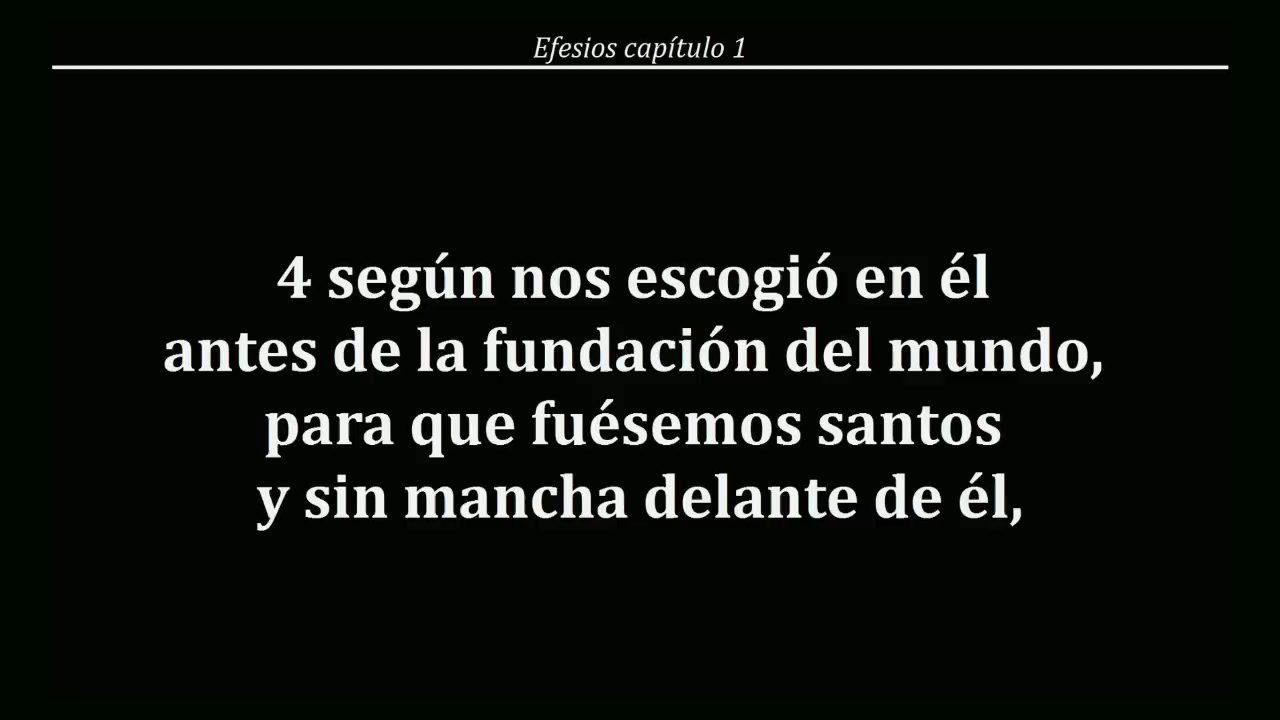 Efesios capítulo 1
4 según nos escogió en él
antes de la fundación del mundo,
para que fuésemos santos
y sin mancha delante de él,